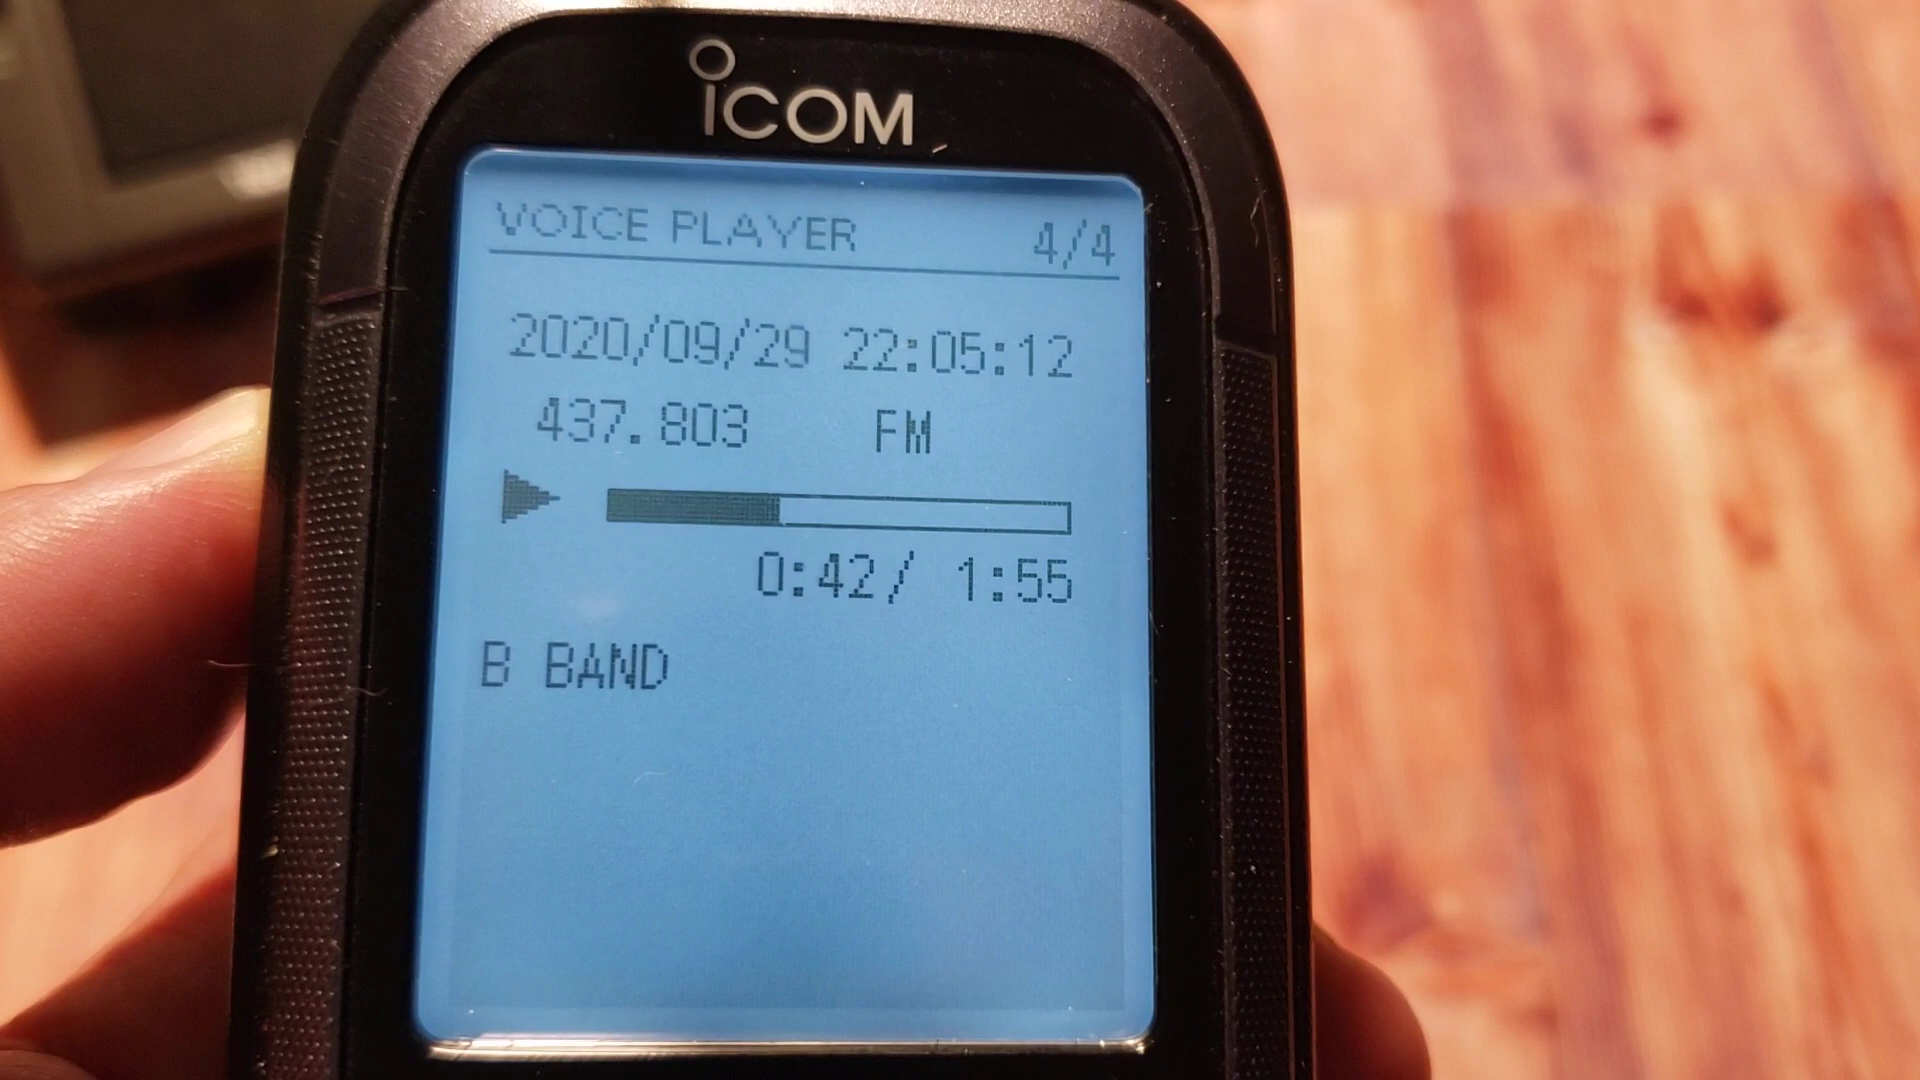 iCOM
VOICE PLAYER 4/4
2020/09/29 22:05:12
437.803 FM
0:42/ 1:55
B BAND